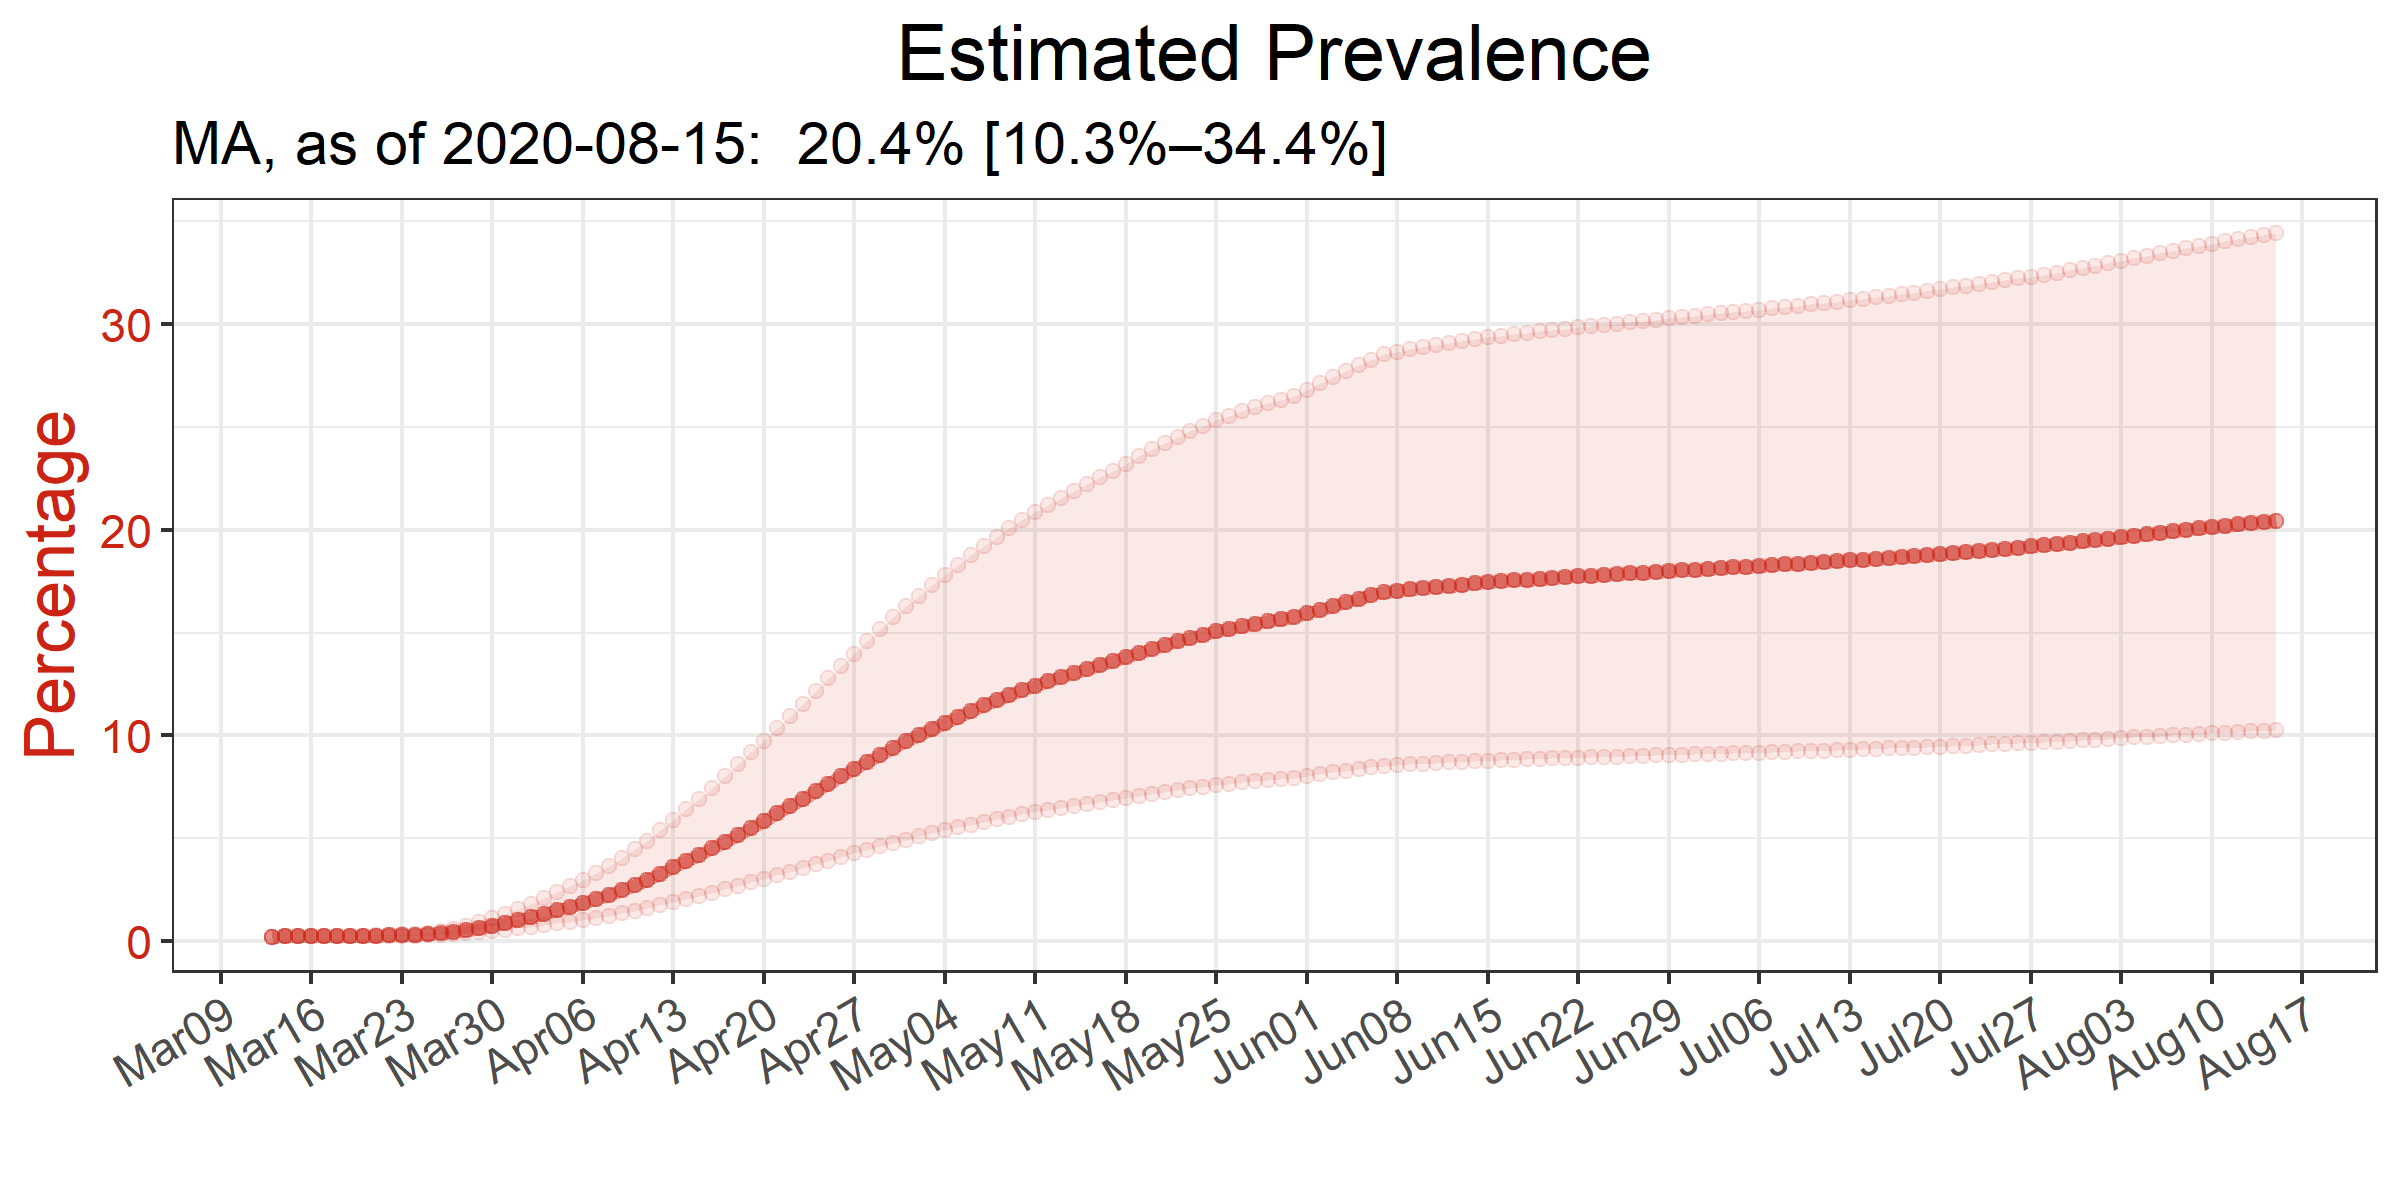 Estimated Prevalence
MA, as of 2020-08-15:  20.4% [10.3%–34.4%]
Percentage
30
20
10
0
Mar09
Mar16
Mar23
Mar30
Apr06
Apr13
Apr20
Apr27
May04
May11
May18
May25
Jun01
Jun08
Jun15
Jun22
Jun29
Jul06
Jul13
Jul20
Jul27
Aug03
Aug10
Aug17